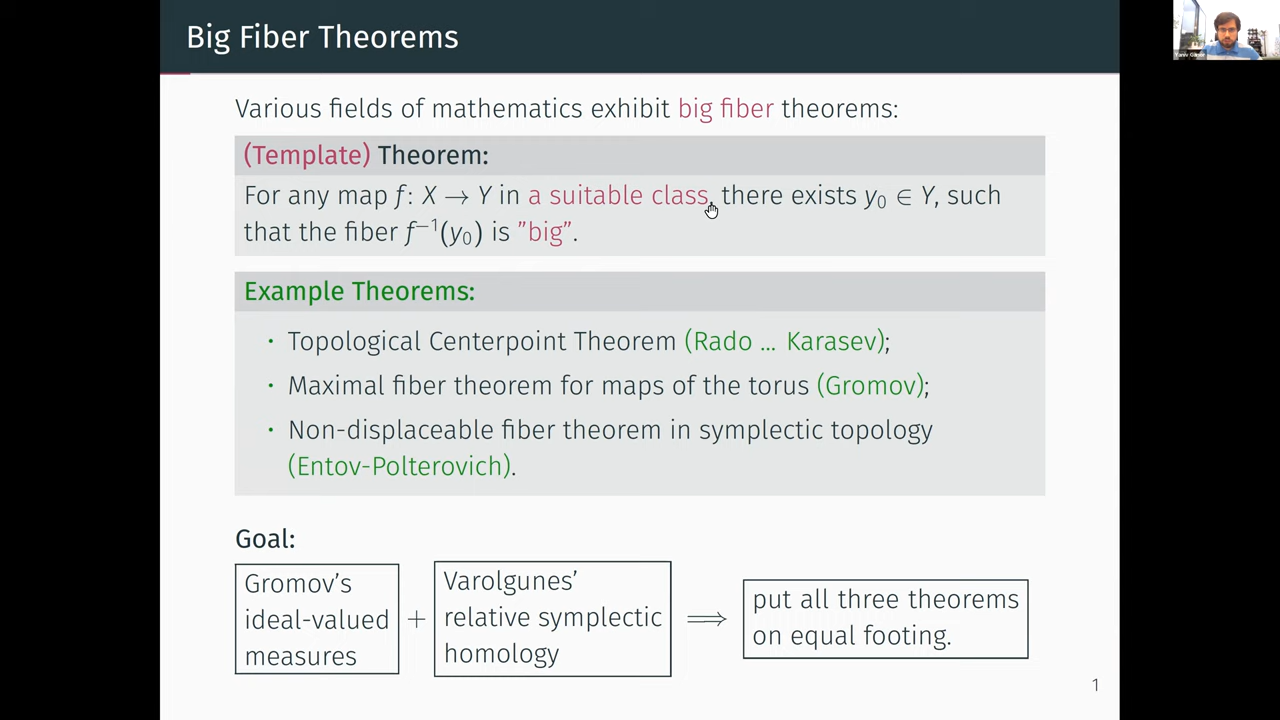 Big Fiber Theorems
Various fields of mathematics exhibit big fiber theorems:
(Template) Theorem:
For any map f: X → Y in a suitable class, there exists y₀ ∈ Y, such
that the fiber f⁻¹(y₀) is ”big”.
Example Theorems:
• Topological Centerpoint Theorem (Rado ... Karasev);
• Maximal fiber theorem for maps of the torus (Gromov);
• Non-displaceable fiber theorem in symplectic topology
(Entov-Polterovich).
Goal:
Gromov’s
ideal-valued
measures
+
Varolgunes’
relative symplectic
homology
⟹
put all three theorems
on equal footing.
1